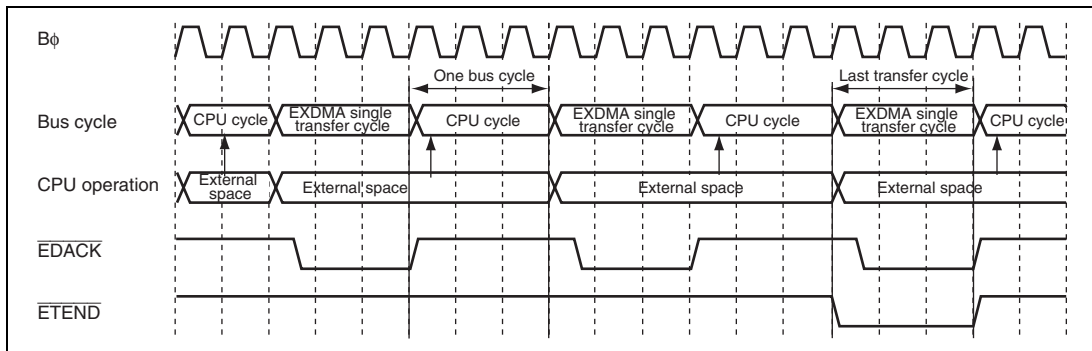 Bϕ
One bus cycle
Last transfer cycle
Bus cycle
CPU cycle
EXDMA single
transfer cycle
CPU cycle
EXDMA single
transfer cycle
CPU cycle
EXDMA single
transfer cycle
CPU cycle
CPU operation
External
space
External space
External space
External space
EDACK
ETEND